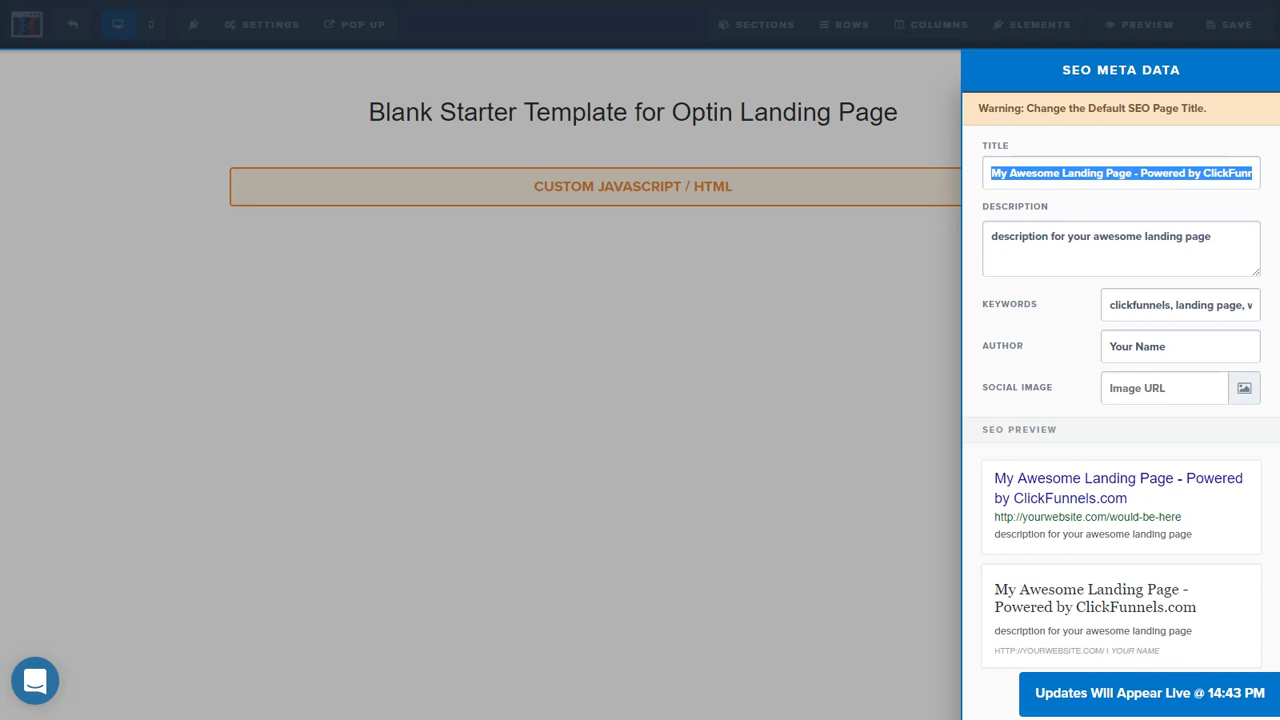 SETTINGS
POP UP
SECTIONS
ROWS
COLUMNS
ELEMENTS
PREVIEW
SAVE
SEO META DATA
Warning: Change the Default SEO Page Title.
Blank Starter Template for Optin Landing Page
CUSTOM JAVASCRIPT / HTML
TITLE
My Awesome Landing Page - Powered by ClickFunn
DESCRIPTION
description for your awesome landing page
KEYWORDS
clickfunnels, landing page, w
AUTHOR
Your Name
SOCIAL IMAGE
Image URL
SEO PREVIEW
My Awesome Landing Page - Powered
by ClickFunnels.com
http://yourwebsite.com/would-be-here
description for your awesome landing page
My Awesome Landing Page -
Powered by ClickFunnels.com
description for your awesome landing page
HTTP://YOURWEBSITE.COM/ | YOUR NAME
Updates Will Appear Live @ 14:43 PM